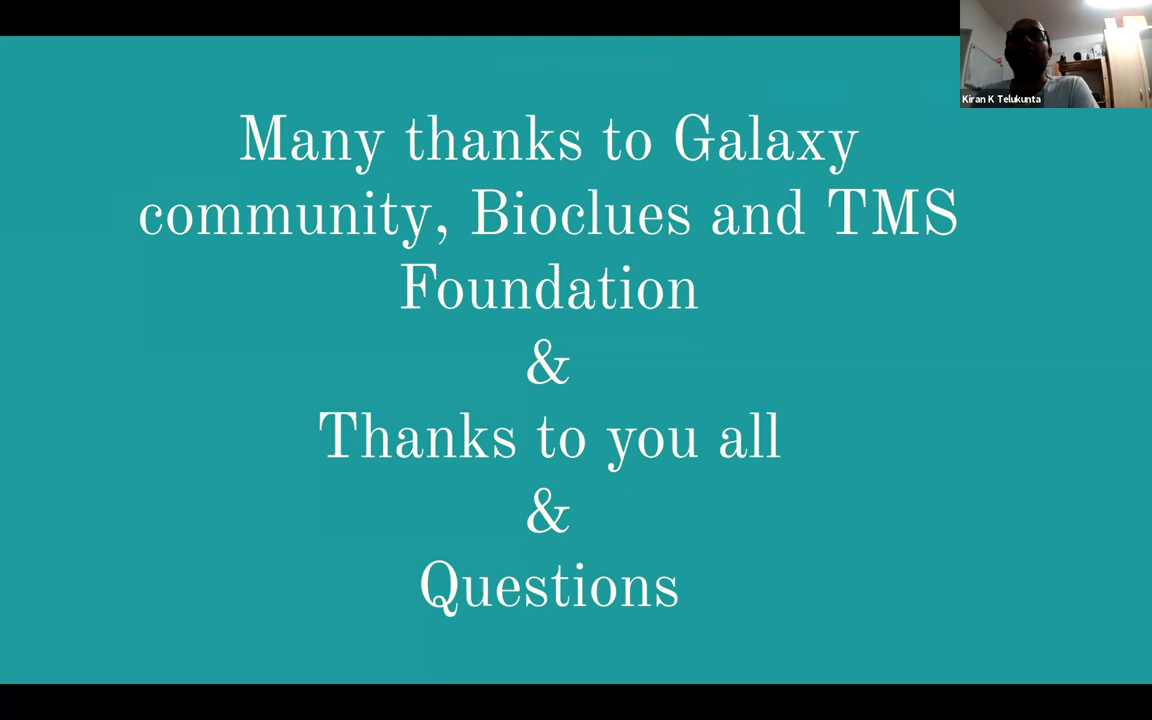 Kiran K Telukunta
Many thanks to Galaxy
community, Bioclues and TMS
Foundation
&
Thanks to you all
&
Questions